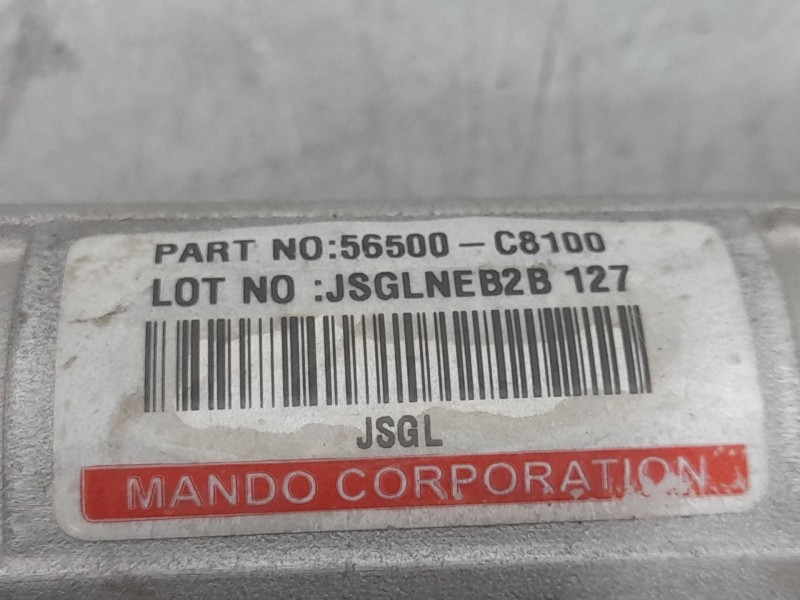 PART NO:56500-C8100
LOT NO :JSGLNEB2B 127
JSGL
MANDO CORPORATION